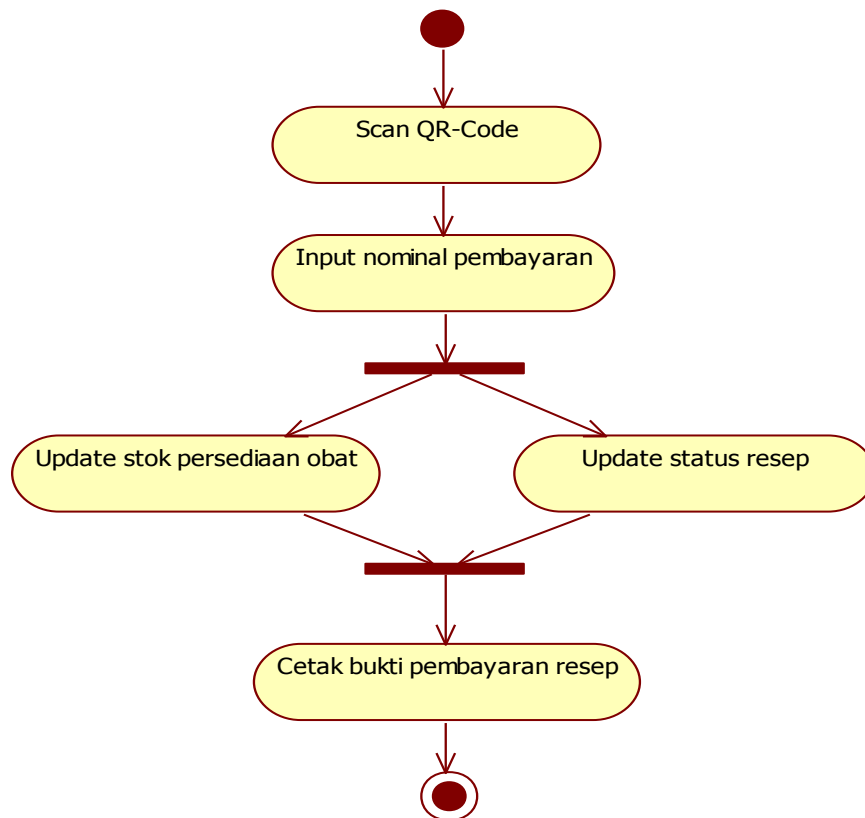 Scan QR-Code
Input nominal pembayaran
Update stok persediaan obat
Update status resep
Cetak bukti pembayaran resep